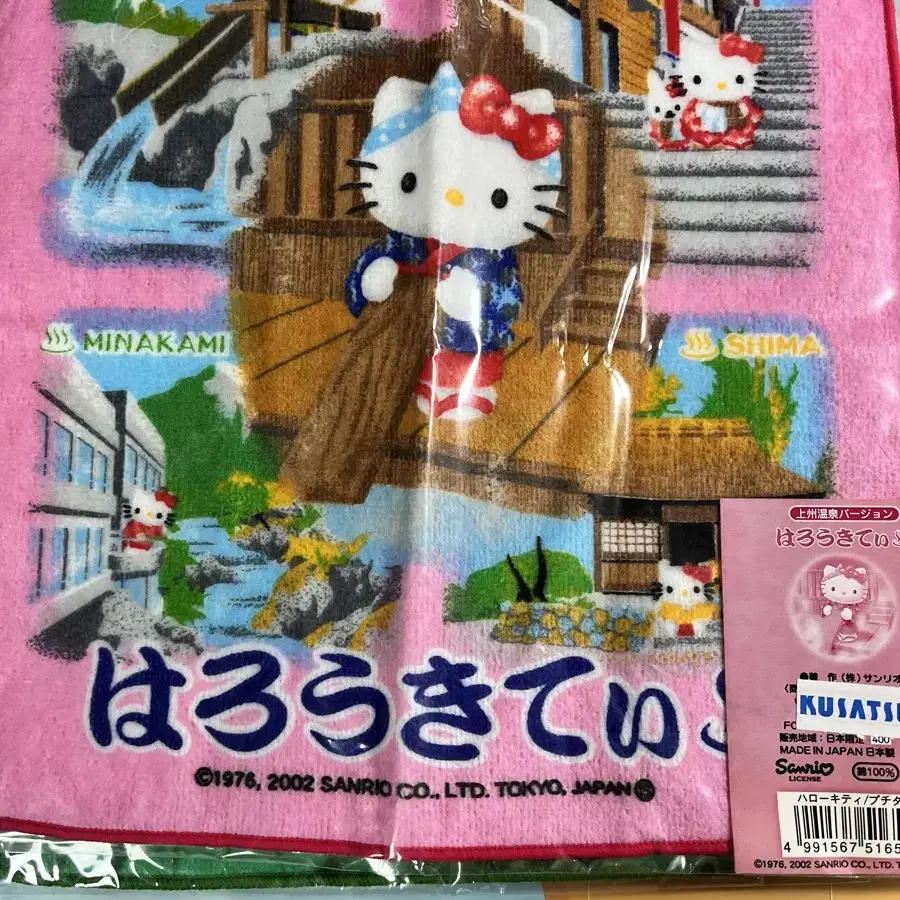 MINAKAMI
SHIMA
はろうきてぃ
©1976, 2002 SANRIO CO., LTD. TOKYO, JAPAN Ⓢ
上州温泉バージョン
はろうきてぃ
作 (株) サンリオ
KUSATSU
販売地域: 日本限定 400
MADE IN JAPAN 日本製
Sanrio
LICENSE
綿100%
ハローキティ/プチタ
4 991567 5165
©1976, 2002 SANRIO CO., LTD